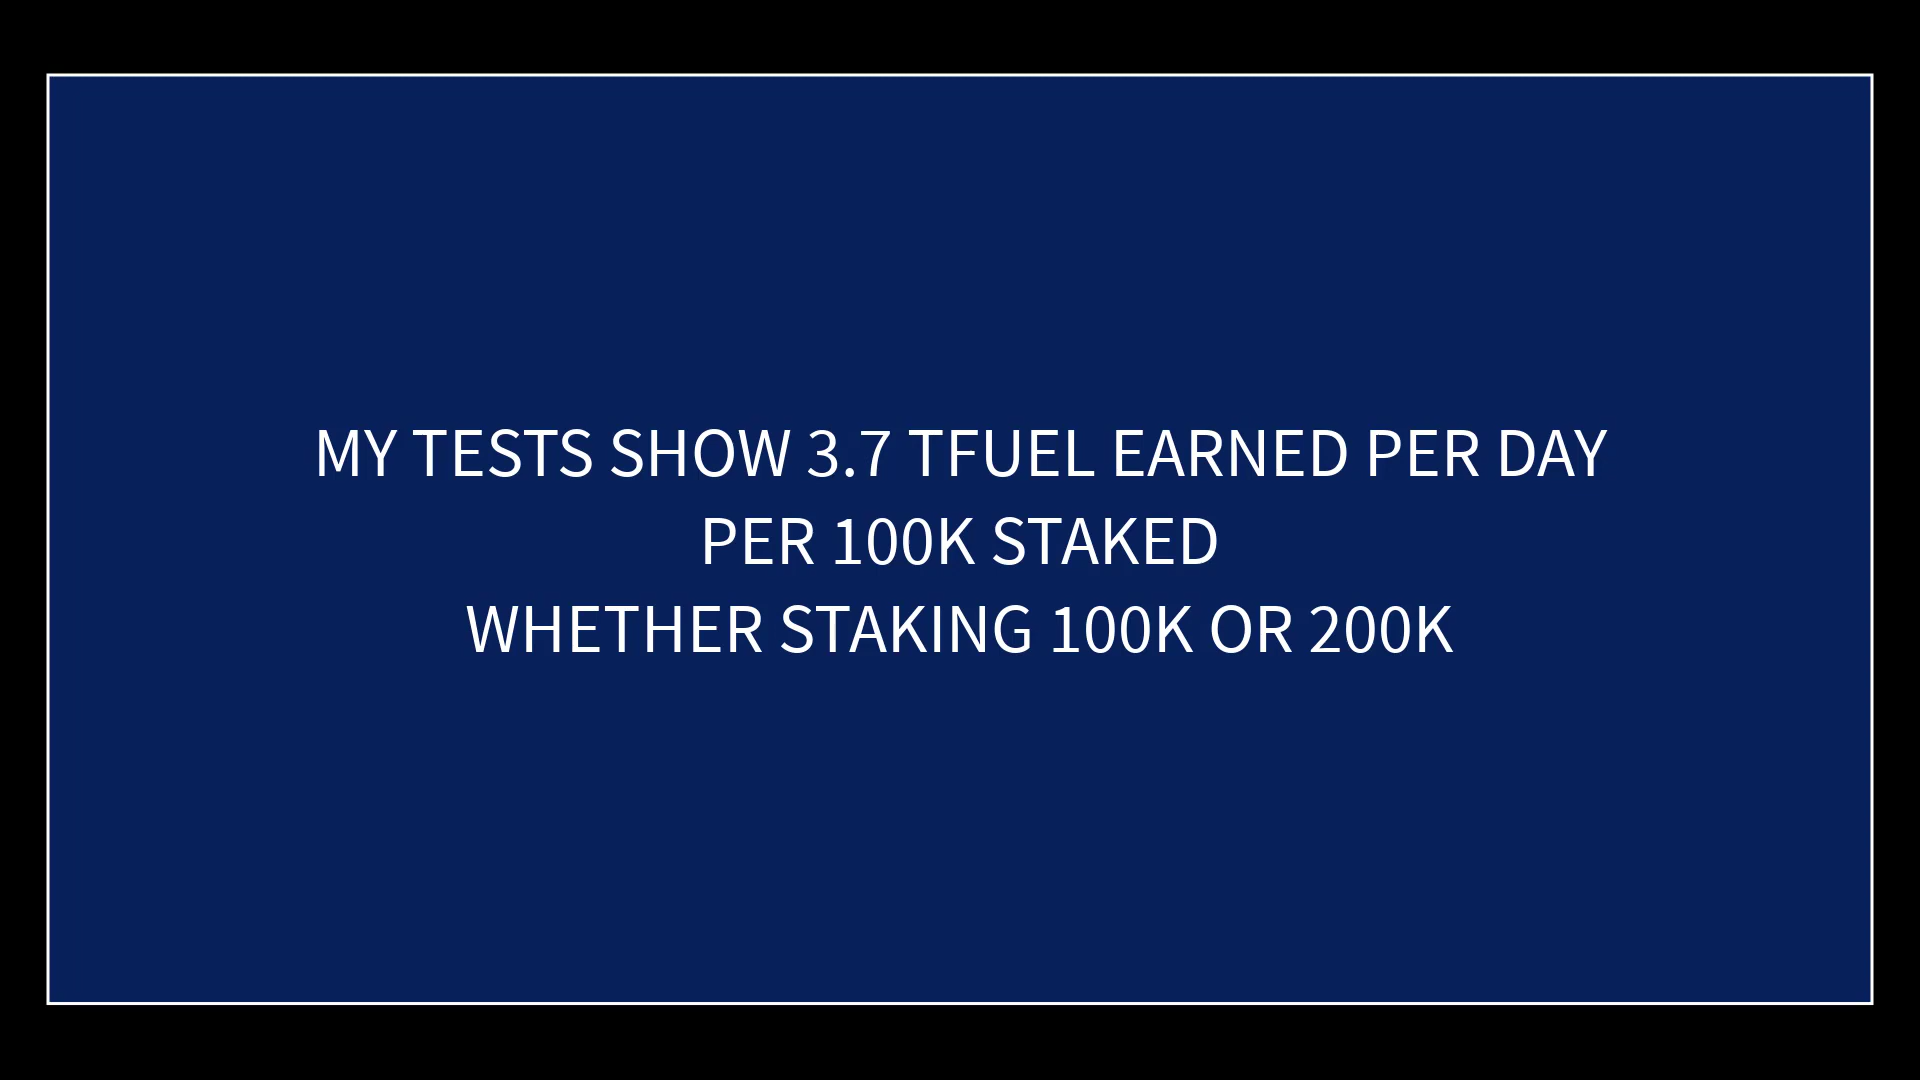 MY TESTS SHOW 3.7 TFUEL EARNED PER DAY
PER 100K STAKED
WHETHER STAKING 100K OR 200K